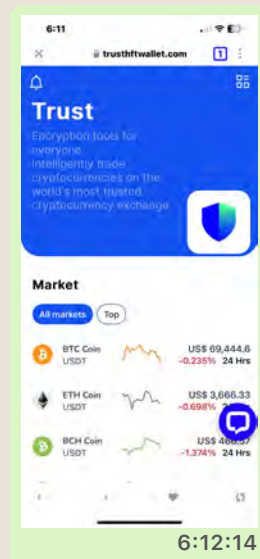 6:11
trusthftwallet.com
1
Trust
Encryption tools for
everyone
Intelligently trade
cryptocurrencies on the
world's most trusted
cryptocurrency exchange
Market
All markets
Top
BTC Coin
US$ 69,444.6
USDT
-0.235% 24 Hrs
ETH Coin
US$ 3,666.33
USDT
-0.698% 24 Hrs
BCH Coin
US$
USDT
-1.374% 24 Hrs
6:12:14